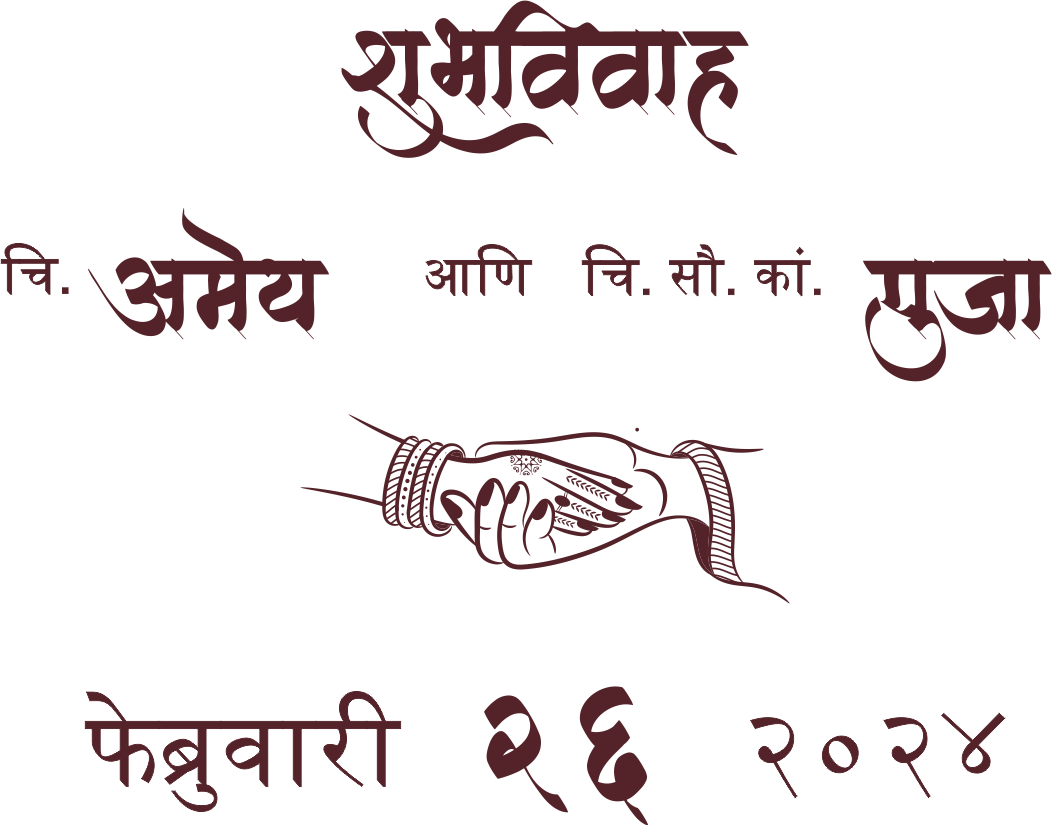 शुभविवाह
चि. अमेय आणि चि. सौ. कां. पुजा
फेब्रुवारी २६ २०२४